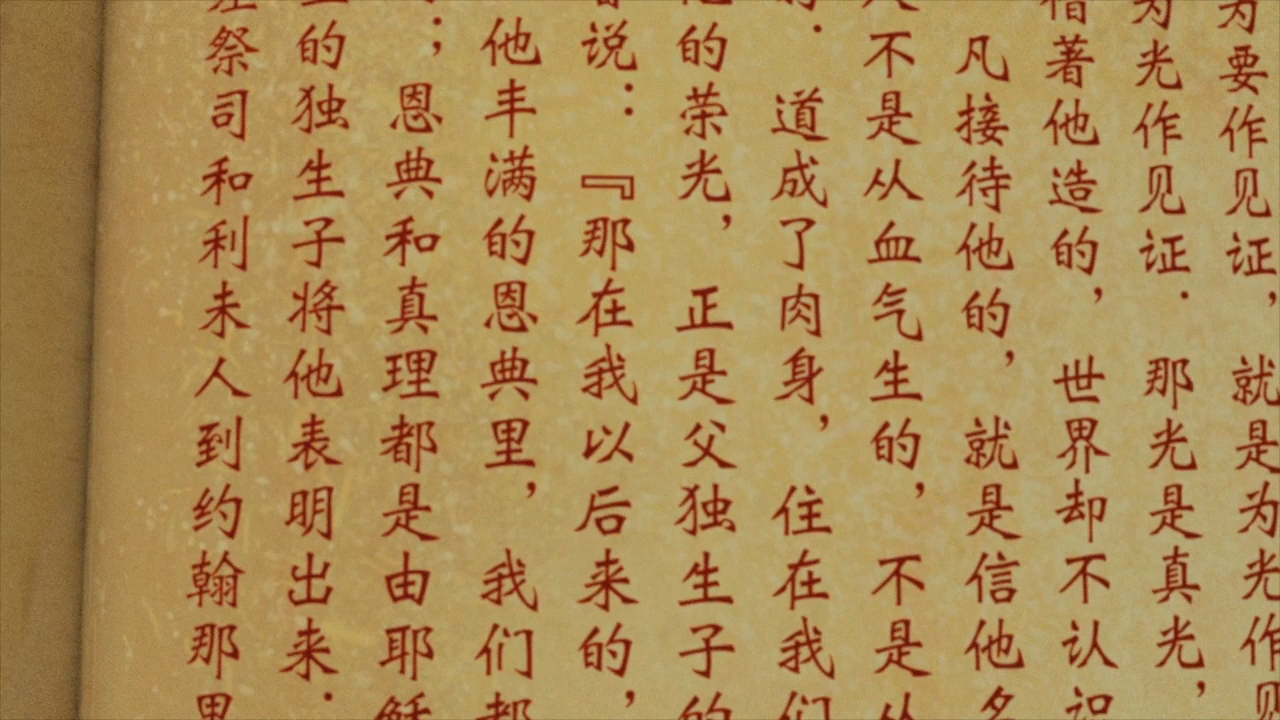 为要作见证，就是为光作见
为光作见证．那光是真光，
借著他造的，世界却不认识
凡接待他的，就是信他名
人不是从血气生的，不是从
的．道成了肉身，住在我们
他的荣光，正是父独生子的
着说：『那在我以后来的，
他丰满的恩典里，我们都
；恩典和真理都是由耶稣
的独生子将他表明出来．
祭司和利未人到约翰那里